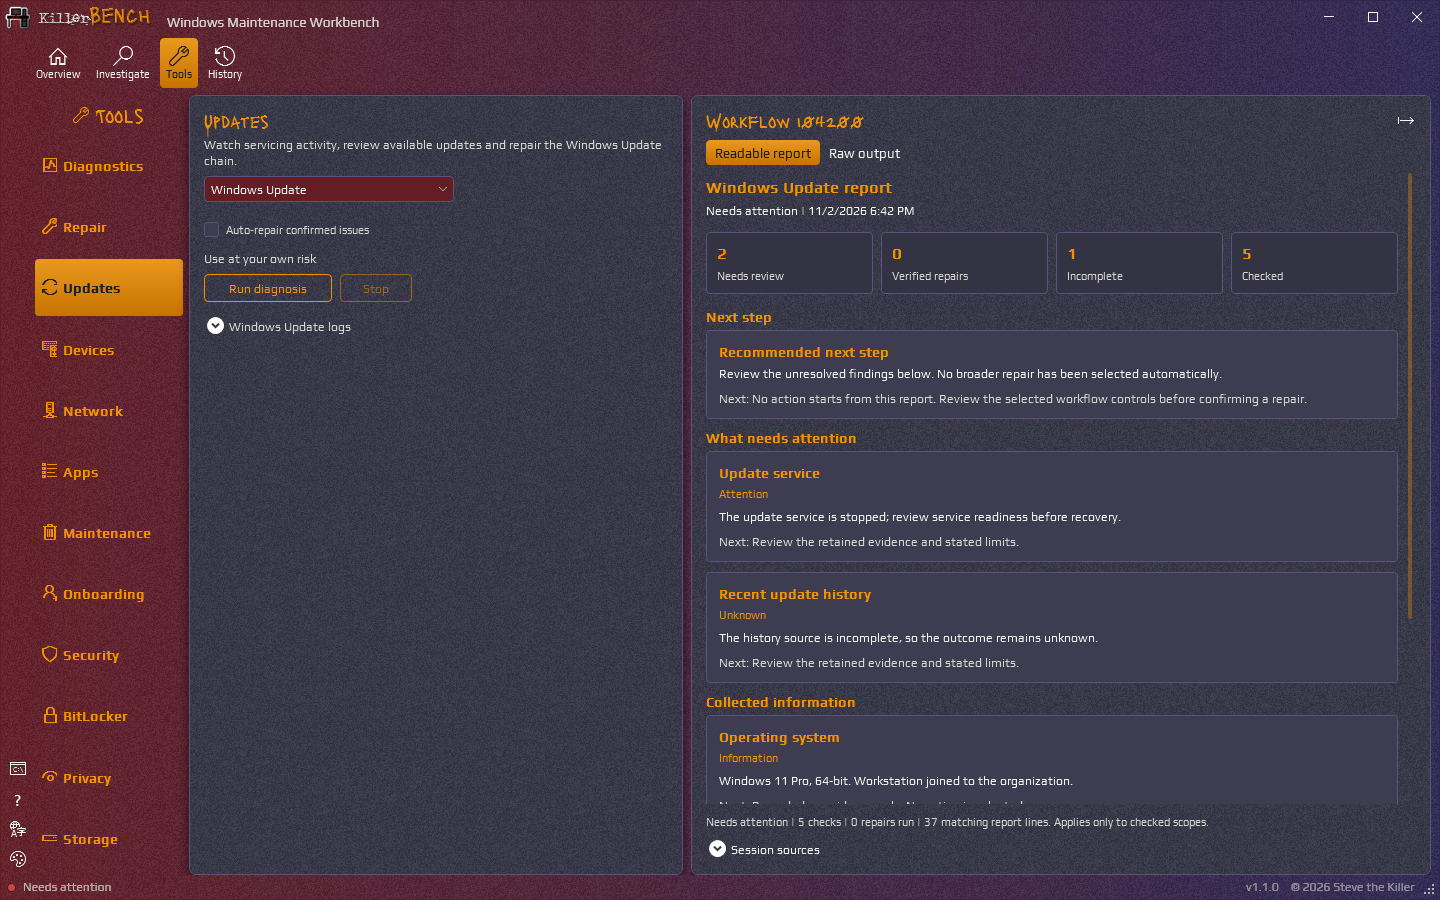 KillerBENCH
Windows Maintenance Workbench
Overview
Investigate
Tools
History
TOOLS
Diagnostics
Repair
Updates
Devices
Network
Apps
Maintenance
Onboarding
Security
BitLocker
Privacy
Storage
Updates
Watch servicing activity, review available updates and repair the Windows Update
chain.
Windows Update
Auto-repair confirmed issues
Use at your own risk
Run diagnosis
Stop
Windows Update logs
Workflow 104200
Readable report
Raw output
Windows Update report
Needs attention | 11/2/2026 6:42 PM
2
Needs review
0
Verified repairs
1
Incomplete
5
Checked
Next step
Recommended next step
Review the unresolved findings below. No broader repair has been selected automatically.
Next: No action starts from this report. Review the selected workflow controls before confirming a repair.
What needs attention
Update service
Attention
The update service is stopped; review service readiness before recovery.
Next: Review the retained evidence and stated limits.
Recent update history
Unknown
The history source is incomplete, so the outcome remains unknown.
Next: Review the retained evidence and stated limits.
Collected information
Operating system
Information
Windows 11 Pro, 64-bit. Workstation joined to the organization.
Needs attention | 5 checks | 0 repairs run | 37 matching report lines. Applies only to checked scopes.
Session sources
Needs attention
v1.1.0
© 2026 Steve the Killer